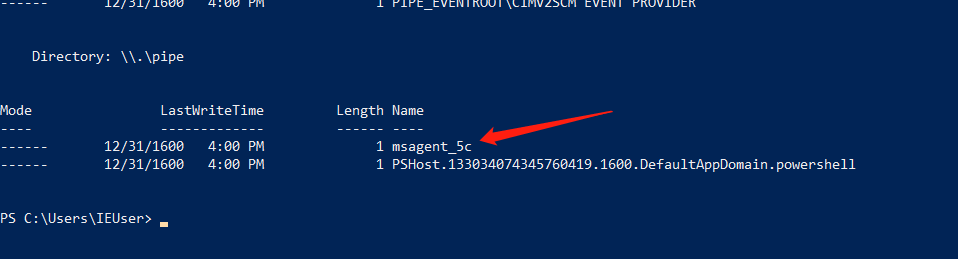 ------ 12/31/1600 4:00 PM 1 PIPE_EVENTROOT\CIMV2SCM EVENT PROVIDER
Directory: \\.\pipe
Mode LastWriteTime Length Name
---- ------------- ------ ----
------ 12/31/1600 4:00 PM 1 msagent_5c
------ 12/31/1600 4:00 PM 1 PSHost.133034074345760419.1600.DefaultAppDomain.powershell
PS C:\Users\IEUser>